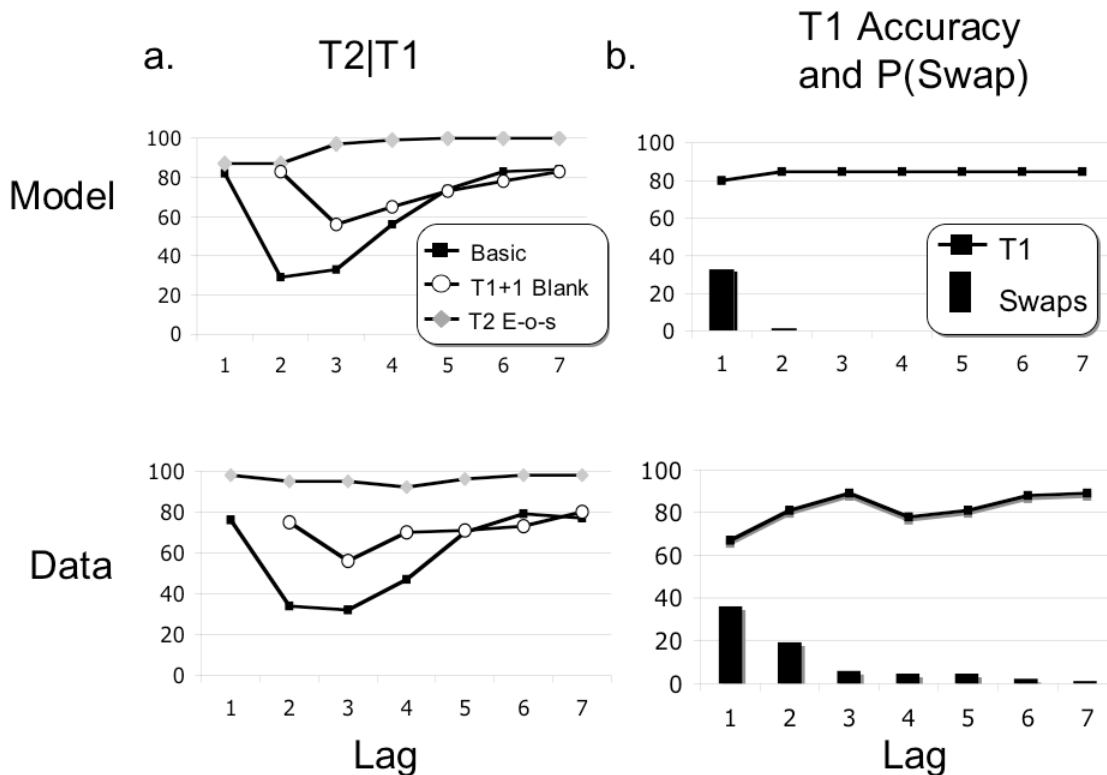 a.
T2|T1
b.
T1 Accuracy
and P(Swap)
Model
100
80
60
40
20
0
1 2 3 4 5 6 7
Basic
T1+1 Blank
T2 E-o-s
100
80
60
40
20
0
1 2 3 4 5 6 7
T1
Swaps
Data
100
80
60
40
20
0
1 2 3 4 5 6 7
Lag
100
80
60
40
20
0
1 2 3 4 5 6 7
Lag